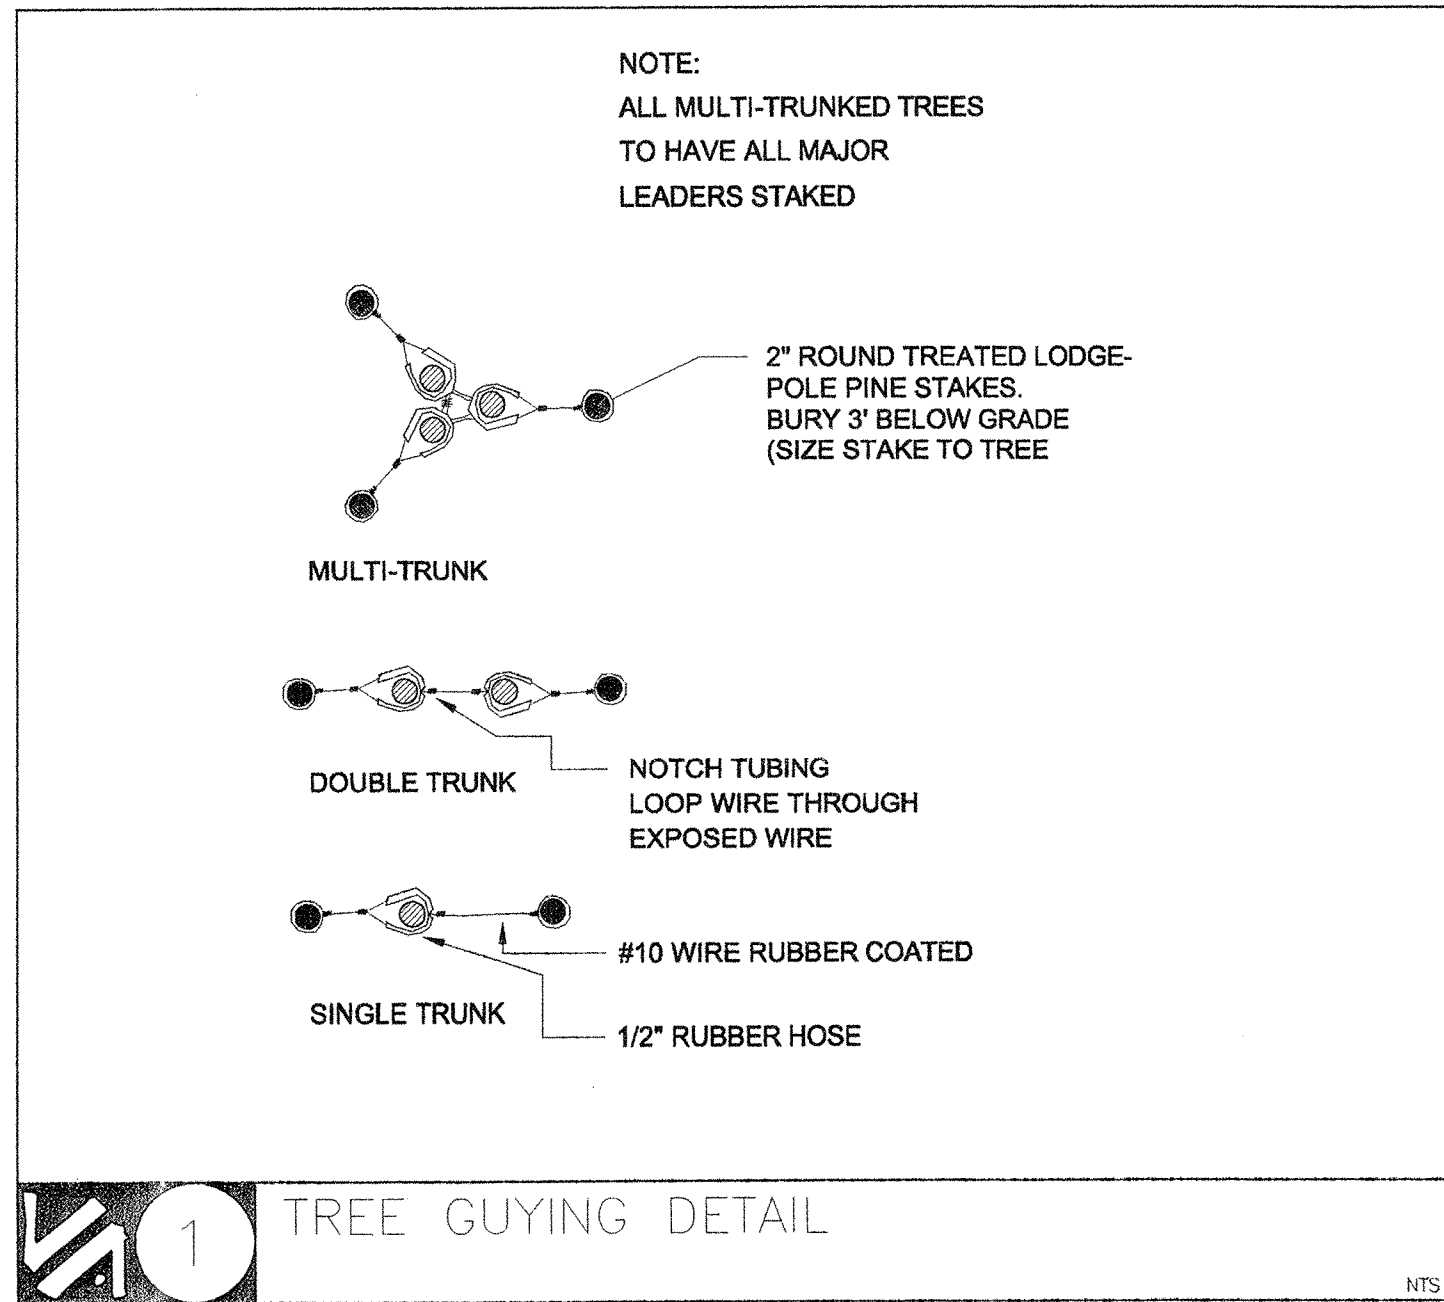 NOTE:
ALL MULTI-TRUNKED TREES
TO HAVE ALL MAJOR
LEADERS STAKED
2" ROUND TREATED LODGE-
POLE PINE STAKES.
BURY 3' BELOW GRADE
(SIZE STAKE TO TREE
MULTI-TRUNK
DOUBLE TRUNK
NOTCH TUBING
LOOP WIRE THROUGH
EXPOSED WIRE
#10 WIRE RUBBER COATED
SINGLE TRUNK
1/2" RUBBER HOSE
1
TREE GUYING DETAIL
NTS